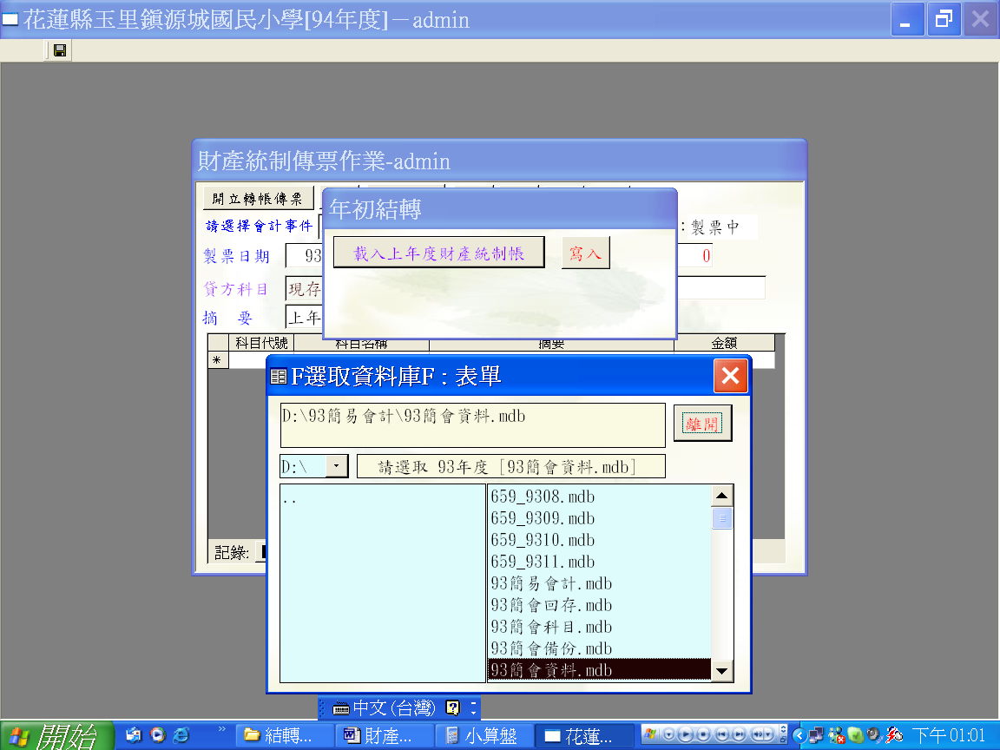 花蓮縣玉里鎮源城國民小學[94年度]－admin
財產統制傳票作業-admin
開立轉帳傳票
年初結轉
請選擇會計事件
：製票中
載入上年度財產統制帳
寫入
製票日期
93
0
貸方科目
現存
摘 要
上年
科目代號
科目名稱
摘要
金額
*
F選取資料庫F : 表單
D:\93簡易會計\93簡會資料.mdb
離開
D:\
請選取 93年度 [93簡會資料.mdb]
..
659_9308.mdb
659_9309.mdb
659_9310.mdb
659_9311.mdb
93簡易會計.mdb
93簡會回存.mdb
93簡會科目.mdb
93簡會備份.mdb
93簡會資料.mdb
記錄:
中文(台灣)
開始
結轉...
財產...
小算盤
花蓮...
下午 01:01